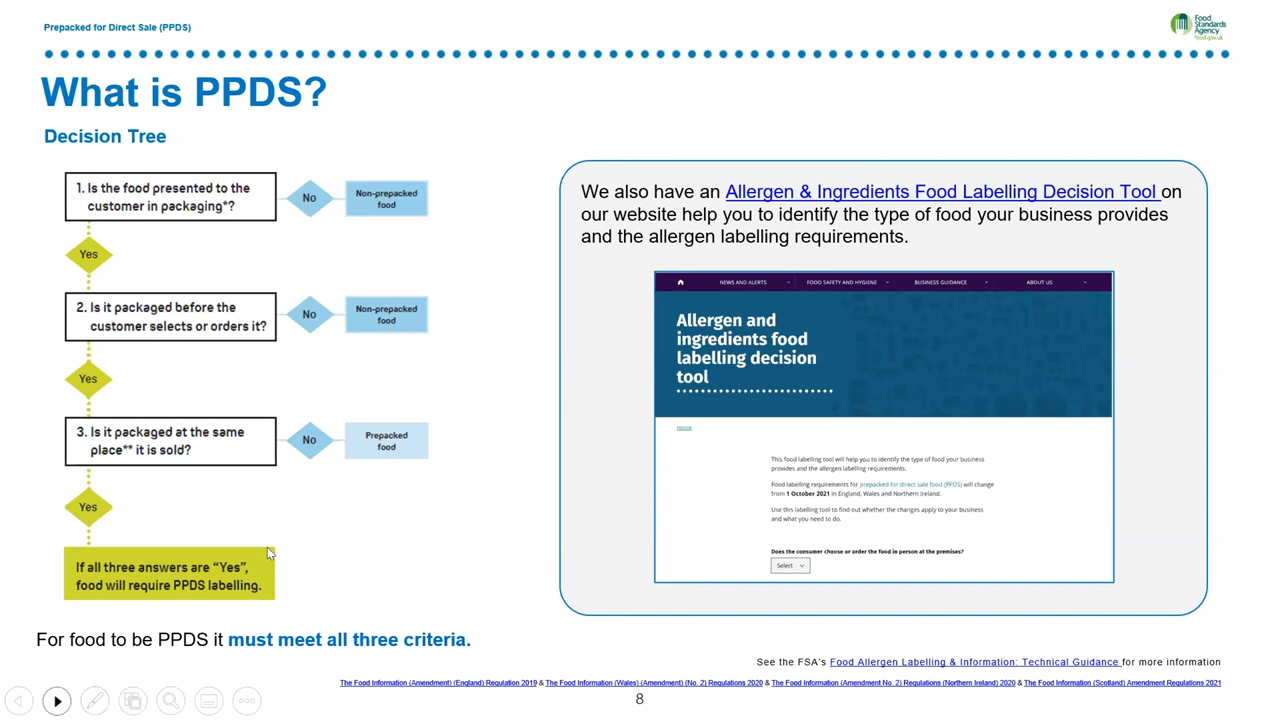 Prepacked for Direct Sale (PPDS)
Food
Standards
Agency
food.gov.uk
What is PPDS?
Decision Tree
1. Is the food presented to the
customer in packaging*?
No
Non-prepacked
food
Yes
2. Is it packaged before the
customer selects or orders it?
No
Non-prepacked
food
Yes
3. Is it packaged at the same
place** it is sold?
No
Prepacked
food
Yes
If all three answers are “Yes”,
food will require PPDS labelling.
For food to be PPDS it must meet all three criteria.
We also have an Allergen & Ingredients Food Labelling Decision Tool on
our website help you to identify the type of food your business provides
and the allergen labelling requirements.
NEWS AND ALERTS
FOOD SAFETY AND HYGIENE
BUSINESS GUIDANCE
ABOUT US
Allergen and
ingredients food
labelling decision
tool
Home
This food labelling tool will help you to identify the type of food your business
provides and the allergen labelling requirements.
Food labelling requirements for prepacked for direct sale food (PPDS) will change
from 1 October 2021 in England, Wales and Northern Ireland.
Use this labelling tool to find out whether the changes apply to your business
and what you need to do.
Does the consumer choose or order the food in person at the premises?
Select
See the FSA's Food Allergen Labelling & Information: Technical Guidance for more information
The Food Information (Amendment) (England) Regulation 2019 & The Food Information (Wales) (Amendment) (No. 2) Regulations 2020 & The Food Information (Amendment No. 2) Regulations (Northern Ireland) 2020 & The Food Information (Scotland) Amendment Regulations 2021
8